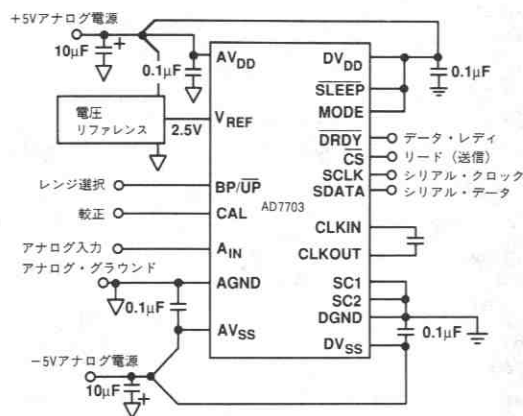 +5Vアナログ電源
10µF
+
0.1µF
AVDD
DVDD
0.1µF
SLEEP
MODE
電圧
リファレンス
2.5V
VREF
DRDY
データ・レディ
CS
リード（送信）
SCLK
シリアル・クロック
SDATA
シリアル・データ
レンジ選択
BP/UP
較正
CAL
AD7703
CLKIN
CLKOUT
アナログ入力
AIN
アナログ・グラウンド
AGND
0.1µF
AVSS
SC1
SC2
DGND
0.1µF
DVSS
−5Vアナログ電源
10µF
+